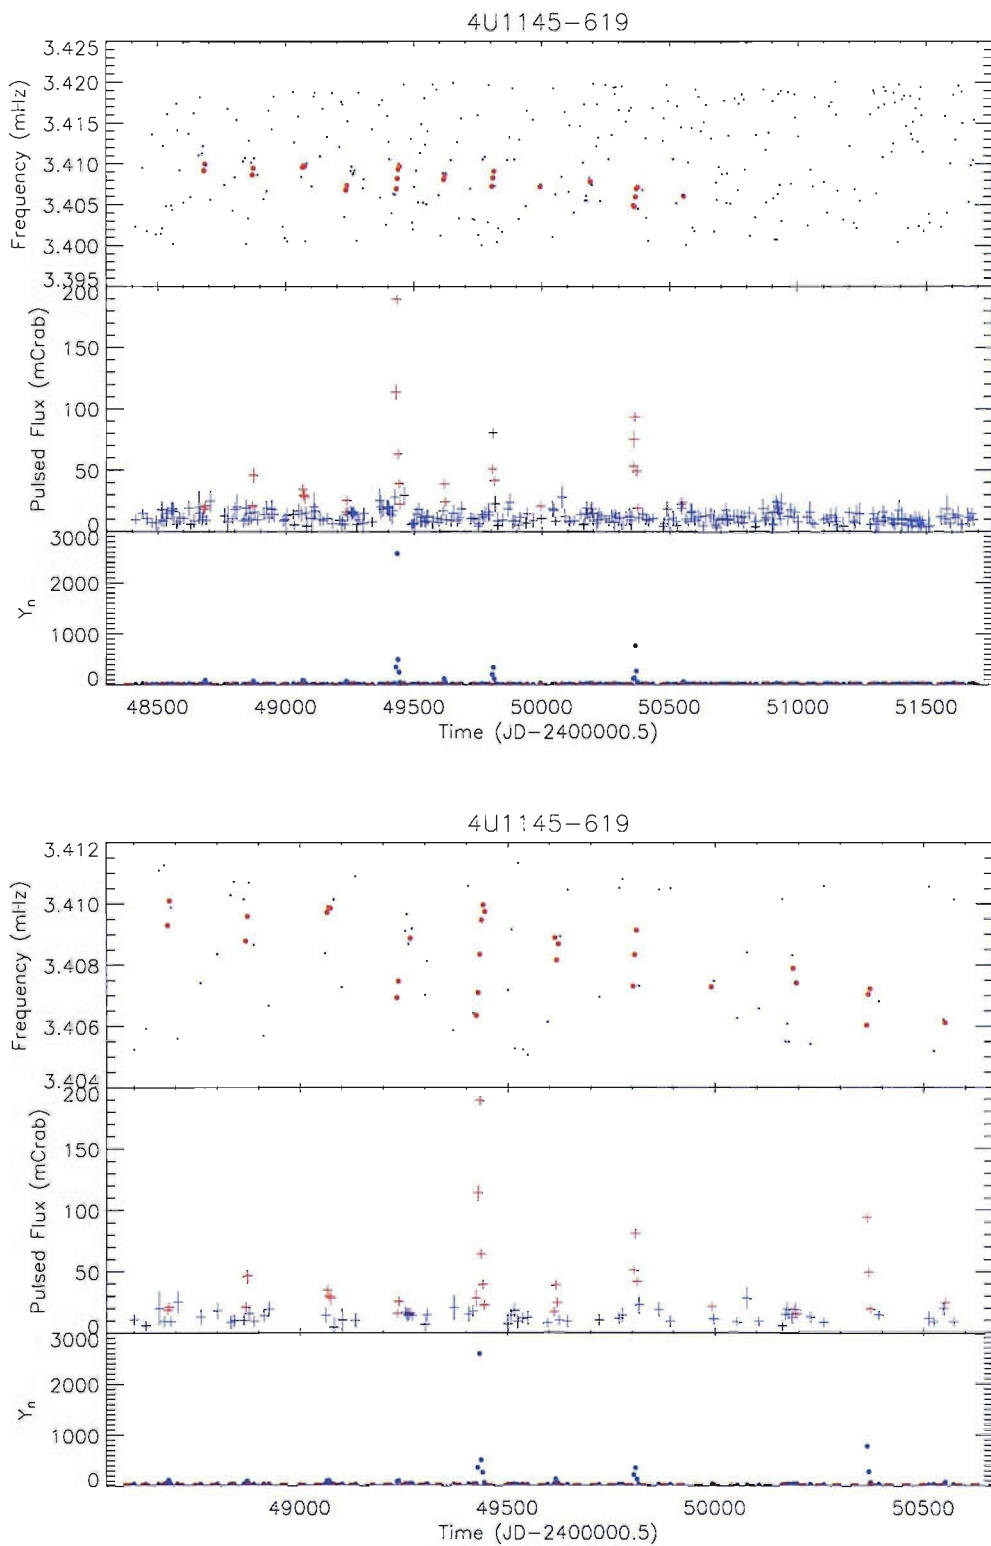 4U1145-619
3.425
3.420
3.415
3.410
3.405
3.400
3.395
Frequency (mHz)
200
150
100
50
0
Pulsed Flux (mCrab)
3000
2000
1000
0
Yn
48500 49000 49500 50000 50500 51000 51500
Time (JD-2400000.5)
4U1145-619
3.412
3.410
3.408
3.406
3.404
Frequency (mHz)
200
150
100
50
0
Pulsed Flux (mCrab)
3000
2000
1000
0
Yn
49000 49500 50000 50500
Time (JD-2400000.5)